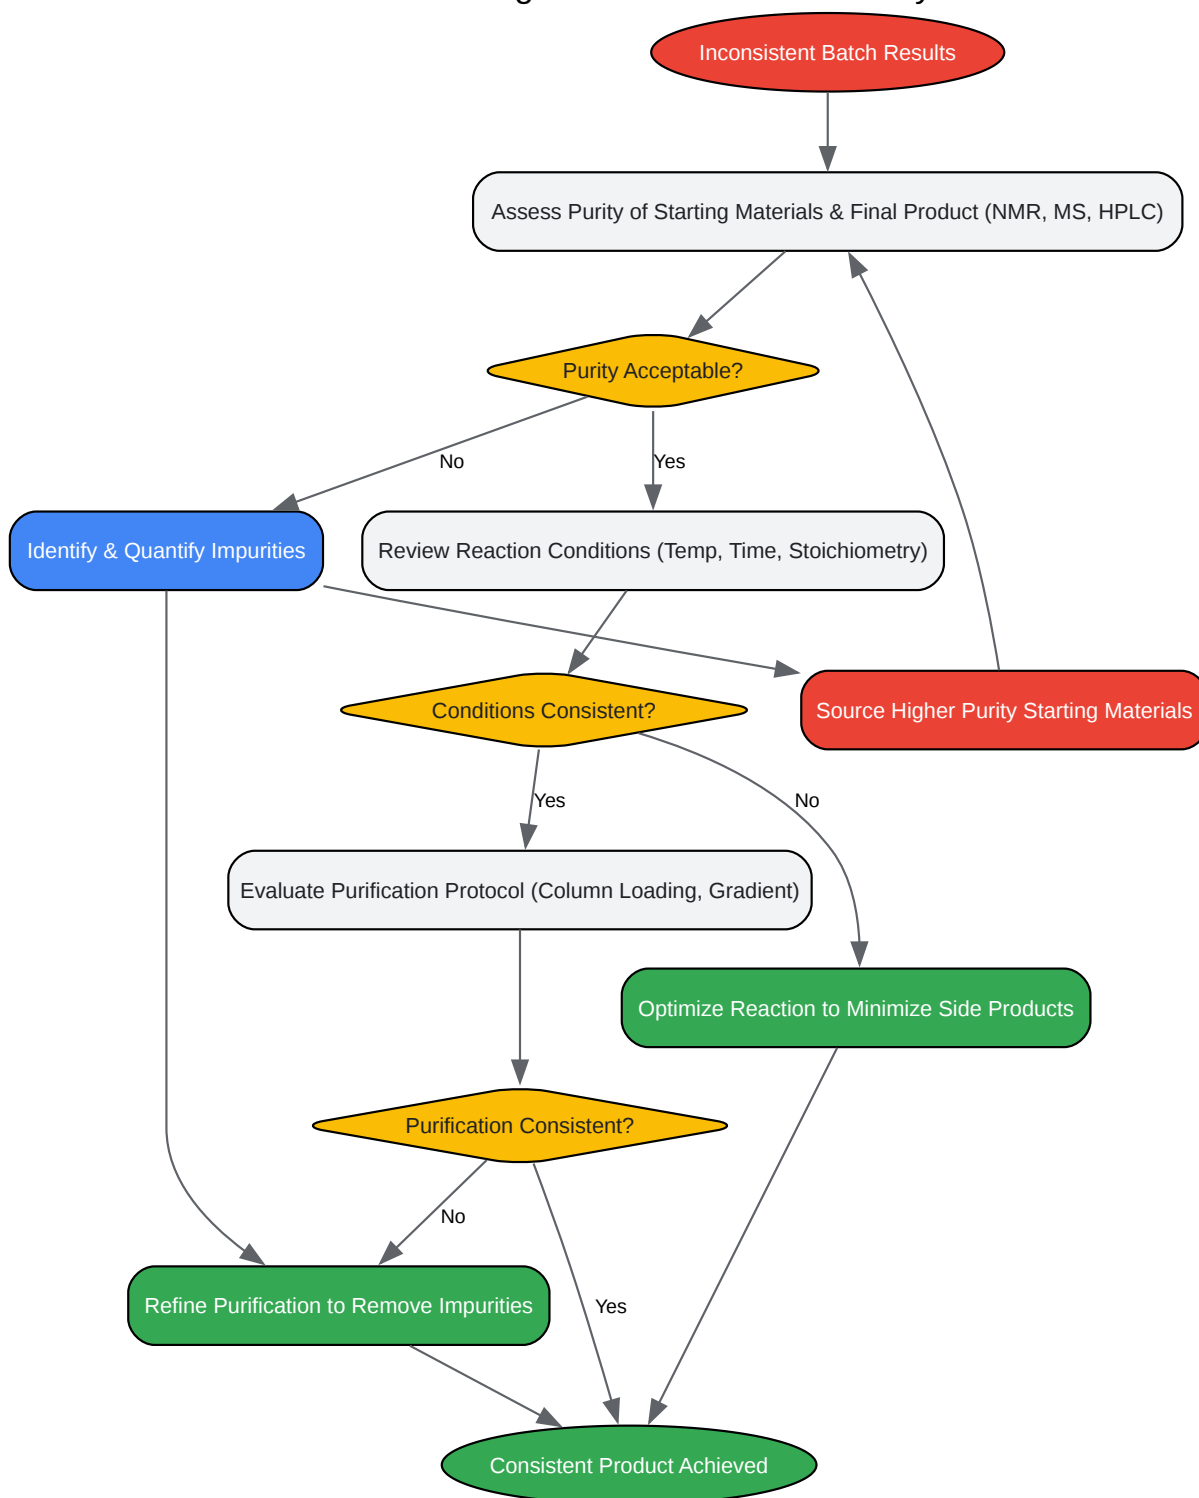 Inconsistent Batch Results
Assess Purity of Starting Materials & Final Product (NMR, MS, HPLC)
Purity Acceptable?
No
Yes
Identify & Quantify Impurities
Review Reaction Conditions (Temp, Time, Stoichiometry)
Conditions Consistent?
Source Higher Purity Starting Materials
Yes
No
Evaluate Purification Protocol (Column Loading, Gradient)
Optimize Reaction to Minimize Side Products
Purification Consistent?
No
Yes
Refine Purification to Remove Impurities
Consistent Product Achieved